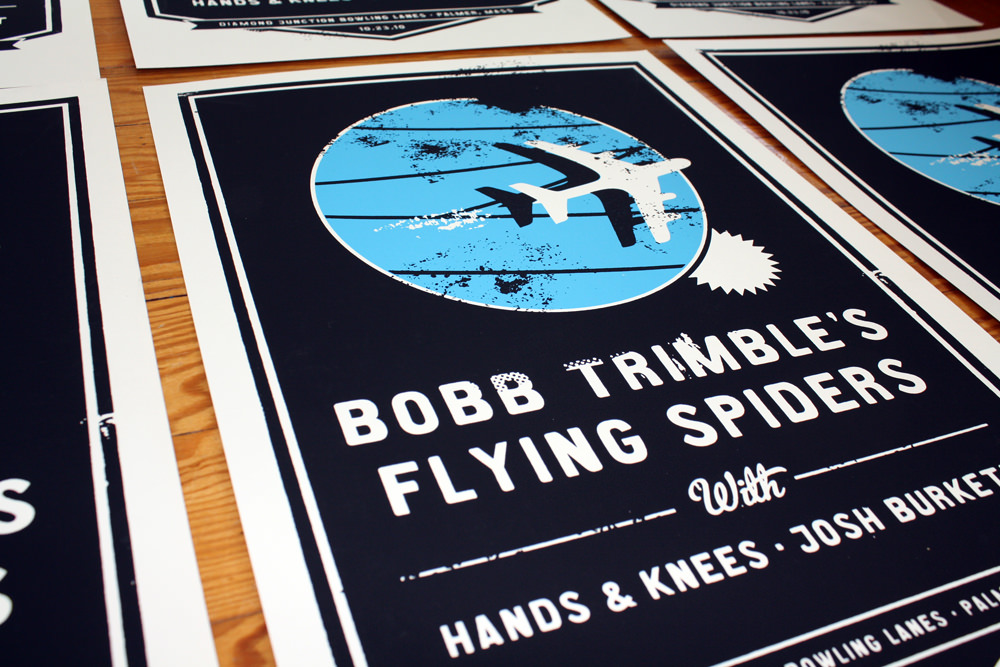 HANDS & KNEES
DIAMOND JUNCTION BOWLING LANES · PALMER, MASS
10.23.10
BOBB TRIMBLE'S
FLYING SPIDERS
With
HANDS & KNEES · JOSH BURKET
BOWLING LANES · PAL
S
S